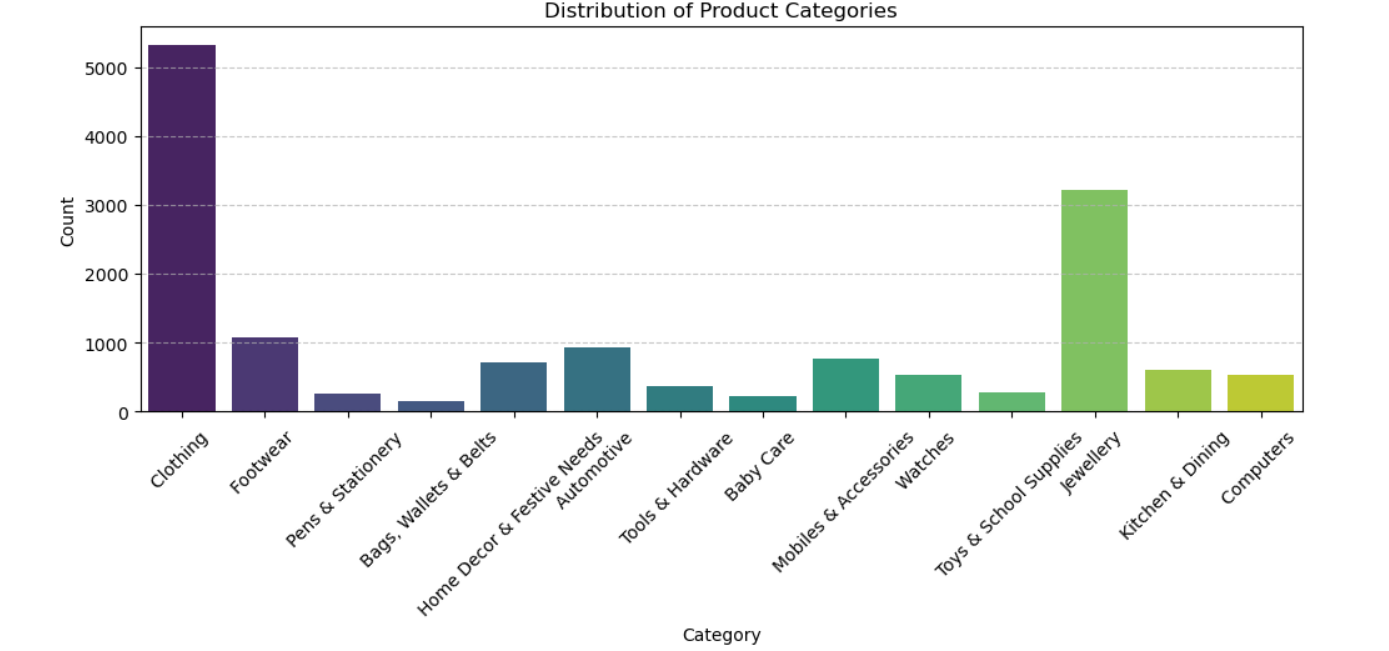 Distribution of Product Categories
5000
4000
3000
2000
1000
0
Count
Clothing
Footwear
Pens & Stationery
Bags, Wallets & Belts
Home Decor & Festive Needs
Automotive
Tools & Hardware
Baby Care
Mobiles & Accessories
Watches
Toys & School Supplies
Jewellery
Kitchen & Dining
Computers
Category